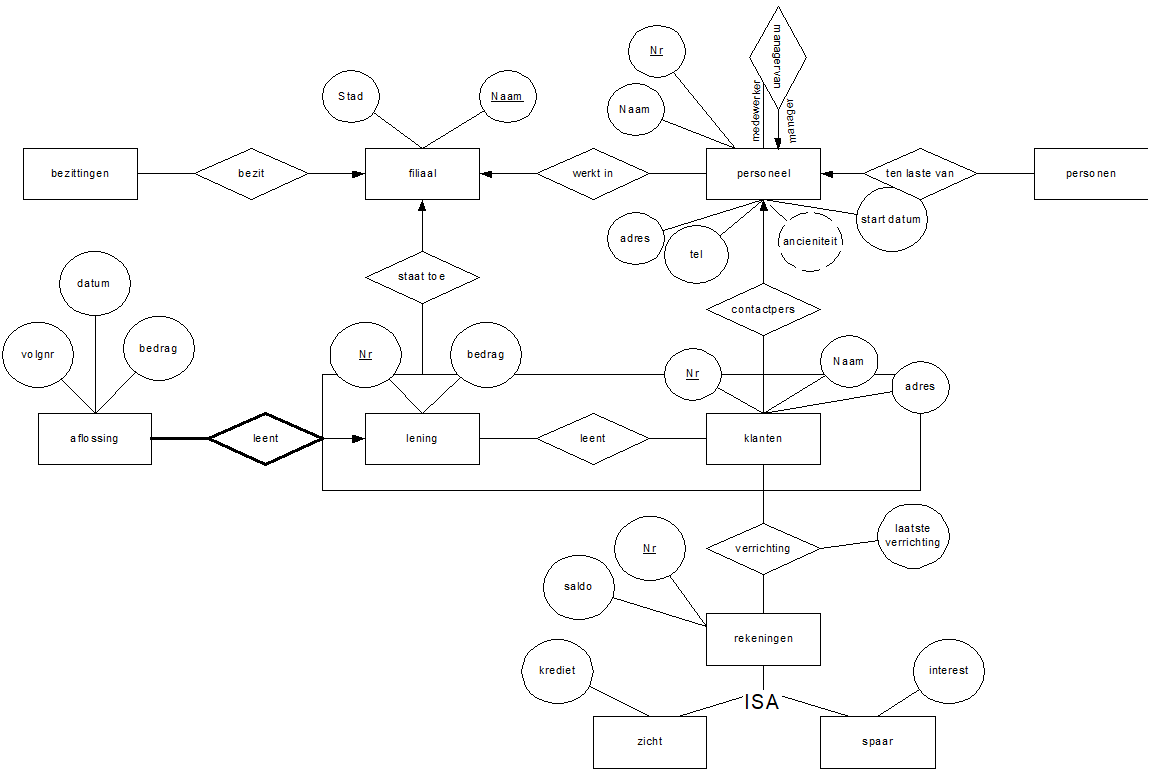 managervan
Nr
Stad
Naam
Naam
medewerker
manager
bezittingen
bezit
filiaal
werkt in
personeel
ten laste van
personen
adres
tel
ancieniteit
start datum
staat toe
datum
contactpers
volgnr
bedrag
Nr
bedrag
Nr
Naam
adres
aflossing
leent
lening
leent
klanten
laatste
verrichting
Nr
verrichting
saldo
rekeningen
krediet
interest
ISA
zicht
spaar